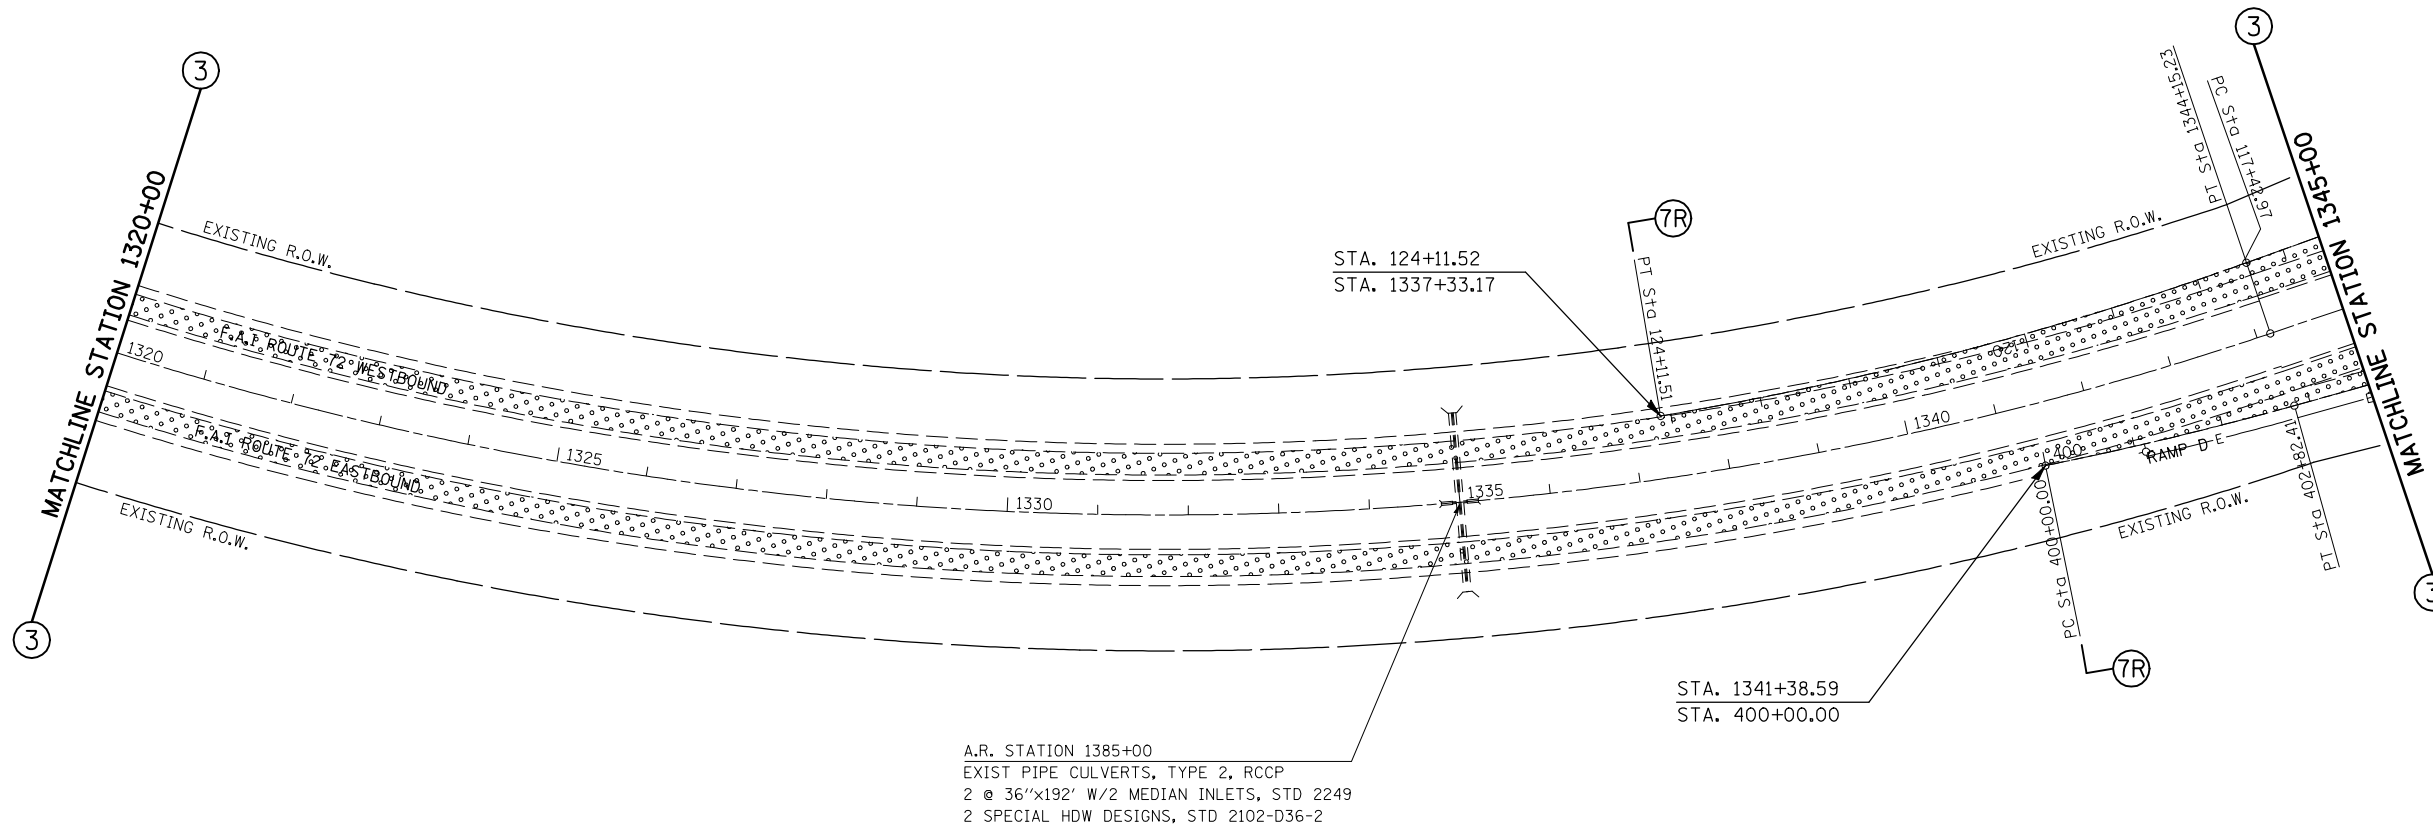 3
MATCHLINE STATION 1320+00
3
EXISTING R.O.W.
F.A.I ROUTE 72 WESTBOUND
1320
F.A.I ROUTE 72 EASTBOUND
EXISTING R.O.W.
1325
1330
1335
1340
STA. 124+11.52
STA. 1337+33.17
7R
PT Sta 124+11.51
120
EXISTING R.O.W.
PT Sta 1344+15.23
PC Sta 117+42.97
3
MATCHLINE STATION 1345+00
3
400
RAMP D
PT Sta 402+82.41
EXISTING R.O.W.
PC Sta 400+00.00
7R
STA. 1341+38.59
STA. 400+00.00
A.R. STATION 1385+00
EXIST PIPE CULVERTS, TYPE 2, RCCP
2 @ 36"x192' W/2 MEDIAN INLETS, STD 2249
2 SPECIAL HDW DESIGNS, STD 2102-D36-2